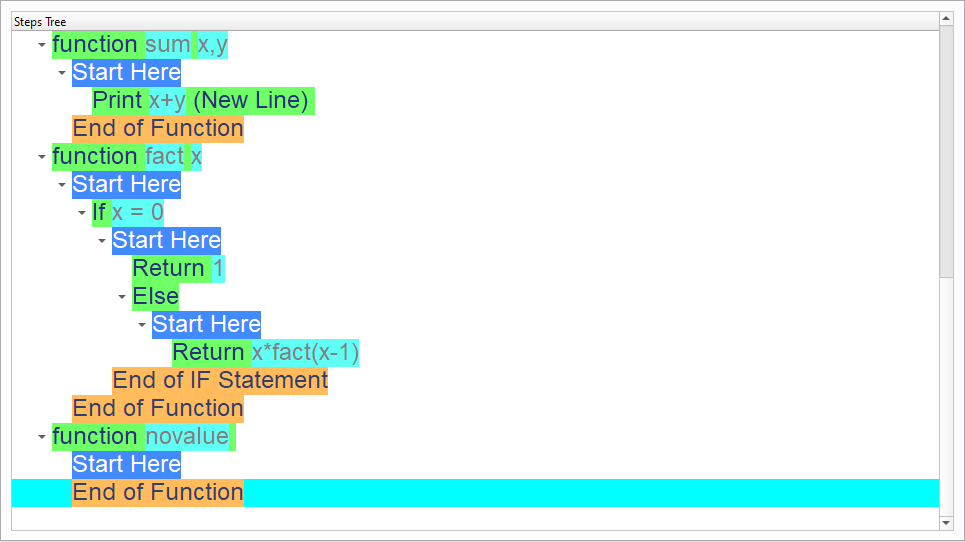 Steps Tree
function sum x,y
Start Here
Print x+y (New Line)
End of Function
function fact x
Start Here
If x = 0
Start Here
Return 1
Else
Start Here
Return x*fact(x-1)
End of IF Statement
End of Function
function novalue
Start Here
End of Function